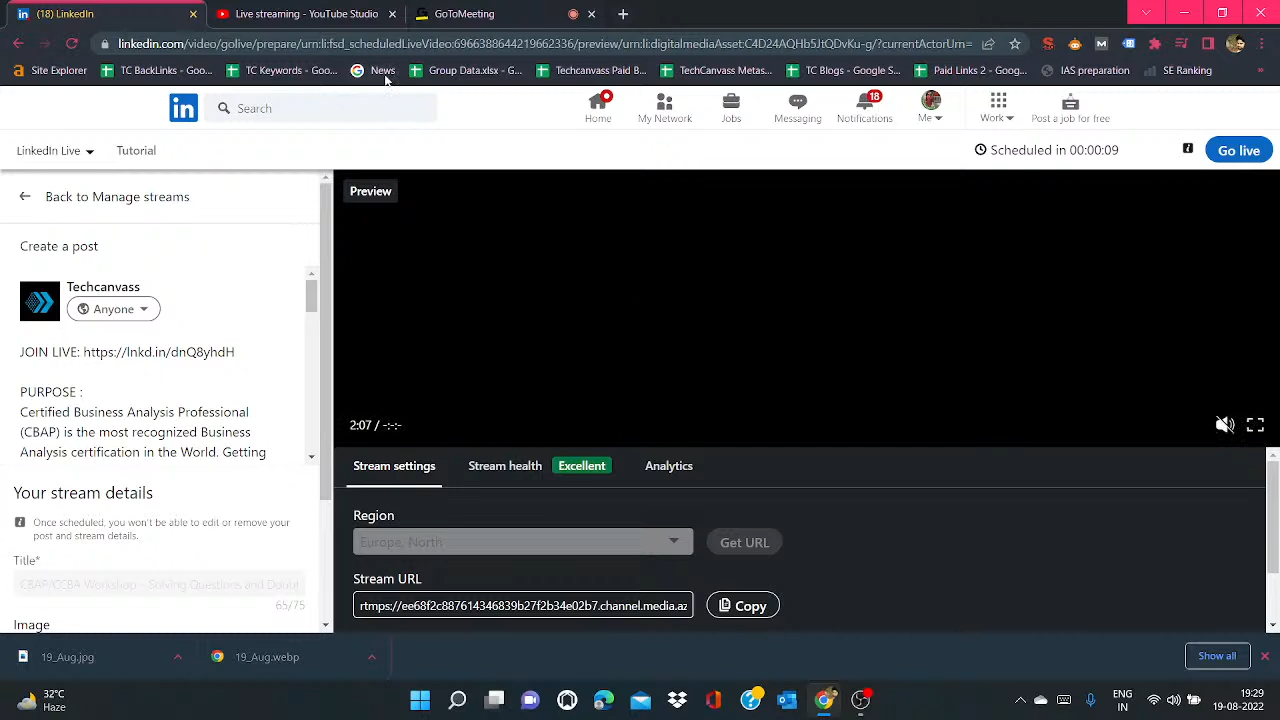 (18) LinkedIn
Live streaming - YouTube Studio
GoToMeeting
linkedin.com/video/golive/prepare/urn:li:fsd_scheduledLiveVideo:6966388644219662336/preview/urn:li:digitalmediaAsset:C4D24AQHb5JtQDvKu-g/?currentActorUrn=
Site Explorer
TC BackLinks - Goo...
TC Keywords - Goo...
News
Group Data.xlsx - G...
Techcanvass Paid B...
TechCanvass Metas...
TC Blogs - Google S...
Paid Links 2 - Goog...
IAS preparation
SE Ranking
Search
Home
My Network
Jobs
Messaging
18
Notifications
Me
Work
Post a job for free
LinkedIn Live
Tutorial
Scheduled in 00:00:09
Go live
Back to Manage streams
Preview
Create a post
Techcanvass
Anyone
JOIN LIVE: https://lnkd.in/dnQ8yhdH
PURPOSE :
Certified Business Analysis Professional
(CBAP) is the most recognized Business
Analysis certification in the World. Getting
2:07 / -:-:-
Stream settings
Stream health
Excellent
Analytics
Your stream details
Once scheduled, you won't be able to edit or remove your
post and stream details.
Title*
CBAP/CCBA Workshop - Solving Questions and Doubt
65/75
Image
Region
Europe, North
Get URL
Stream URL
rtmps://ee68f2c887614346839b27f2b34e02b7.channel.media.az
Copy
19_Aug.jpg
19_Aug.webp
Show all
32°C
Haze
ENG
IN
19:29
19-08-2022